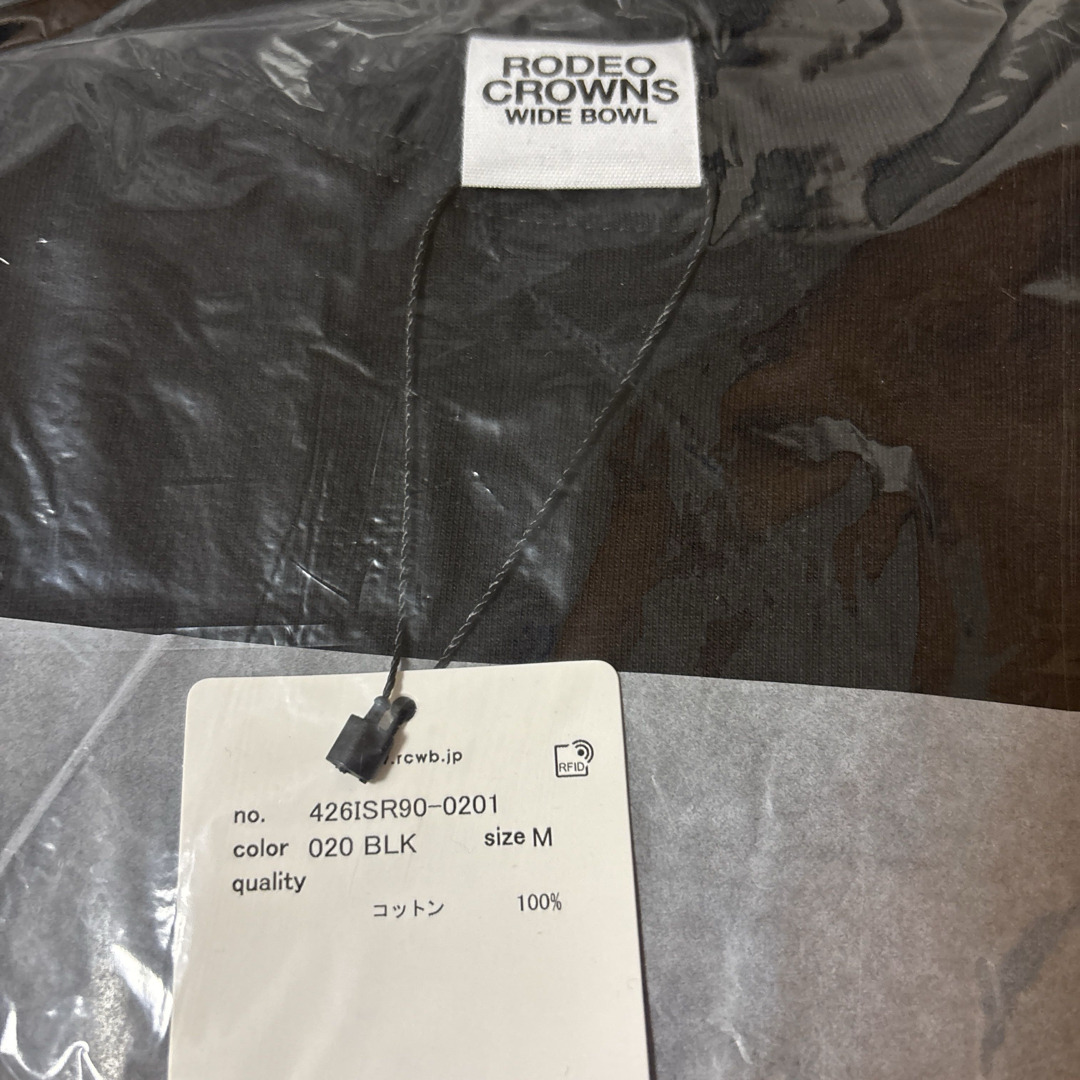 RODEO
CROWNS
WIDE BOWL
.rcwb.jp
RFID
no. 426ISR90-0201
color 020 BLK size M
quality
コットン 100%